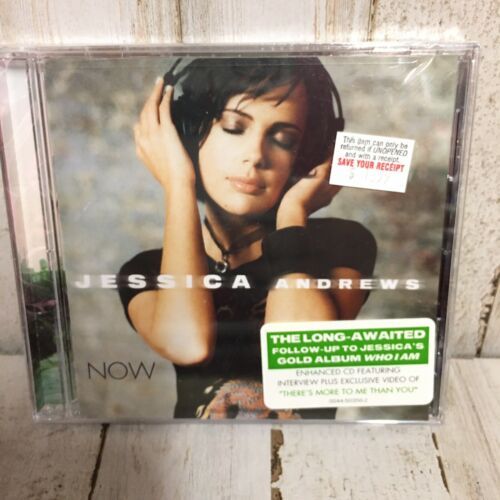 This item can only be
returned if UNOPENED
and with a receipt.
SAVE YOUR RECEIPT
JESSICA ANDREWS
THE LONG-AWAITED
FOLLOW-UP TO JESSICA'S
GOLD ALBUM WHO I AM
ENHANCED CD FEATURING
INTERVIEW PLUS EXCLUSIVE VIDEO OF
"THERE'S MORE TO ME THAN YOU"
NOW